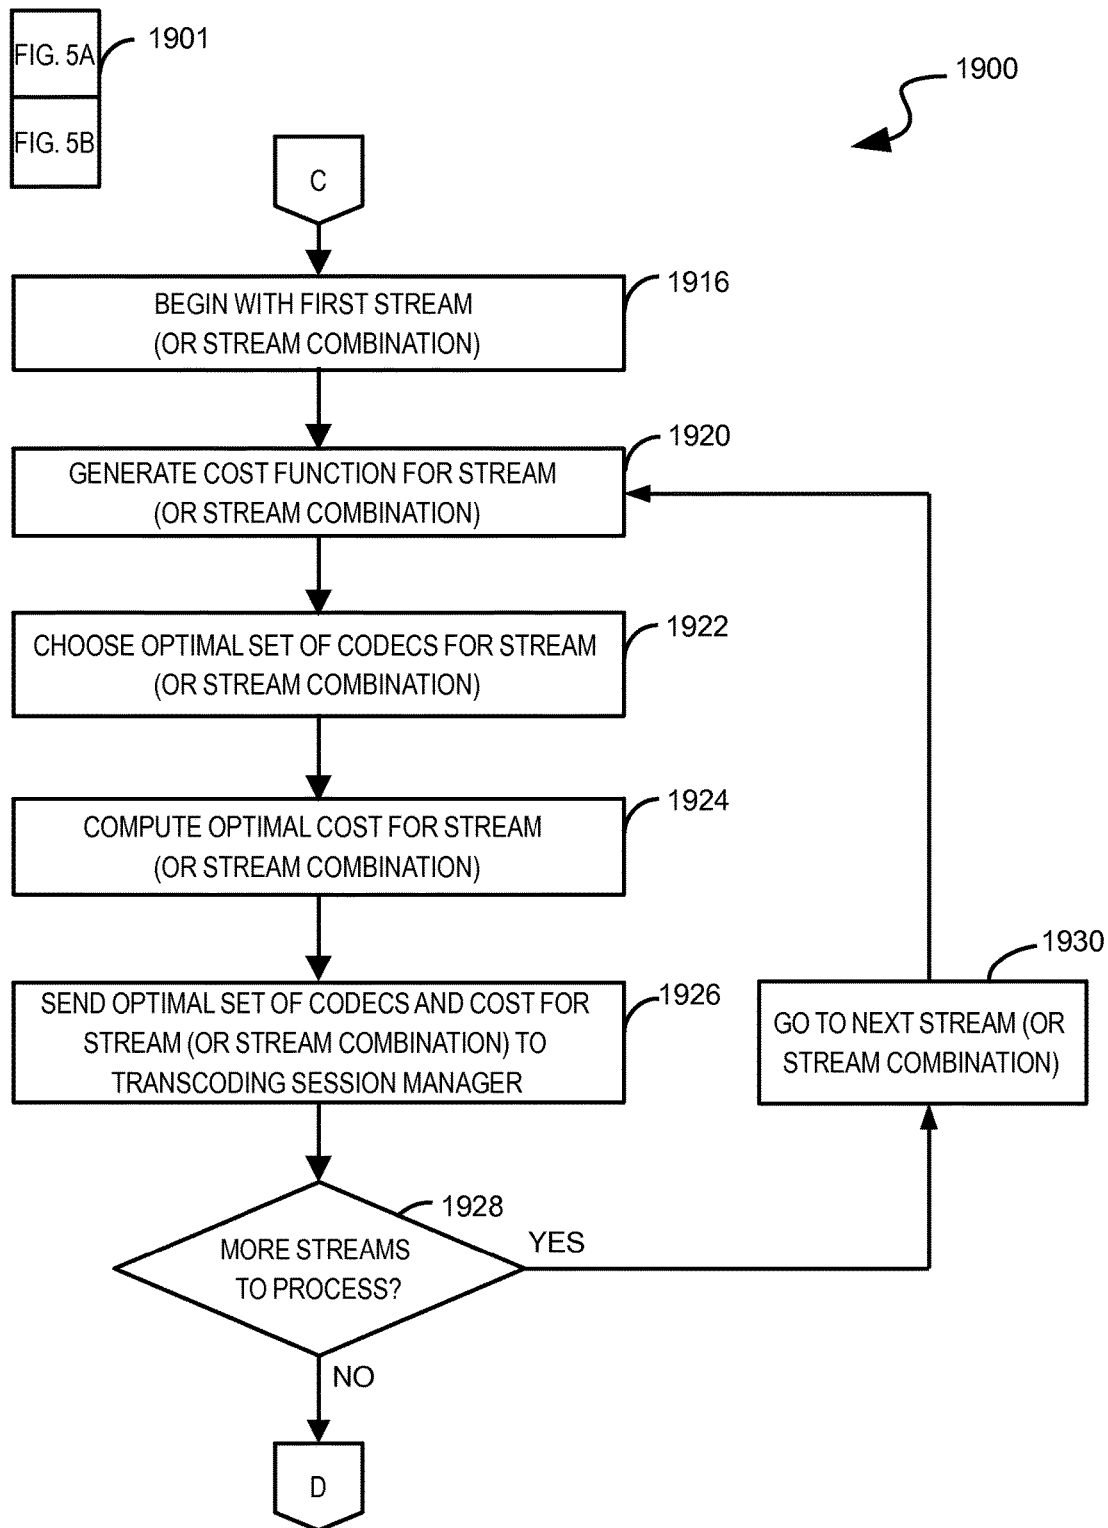 FIG. 5A
1901
FIG. 5B
1900
C
1916
BEGIN WITH FIRST STREAM
(OR STREAM COMBINATION)
1920
GENERATE COST FUNCTION FOR STREAM
(OR STREAM COMBINATION)
1922
CHOOSE OPTIMAL SET OF CODECS FOR STREAM
(OR STREAM COMBINATION)
1924
COMPUTE OPTIMAL COST FOR STREAM
(OR STREAM COMBINATION)
1926
SEND OPTIMAL SET OF CODECS AND COST FOR
STREAM (OR STREAM COMBINATION) TO
TRANSCODING SESSION MANAGER
1930
GO TO NEXT STREAM (OR
STREAM COMBINATION)
1928
MORE STREAMS
TO PROCESS?
YES
NO
D